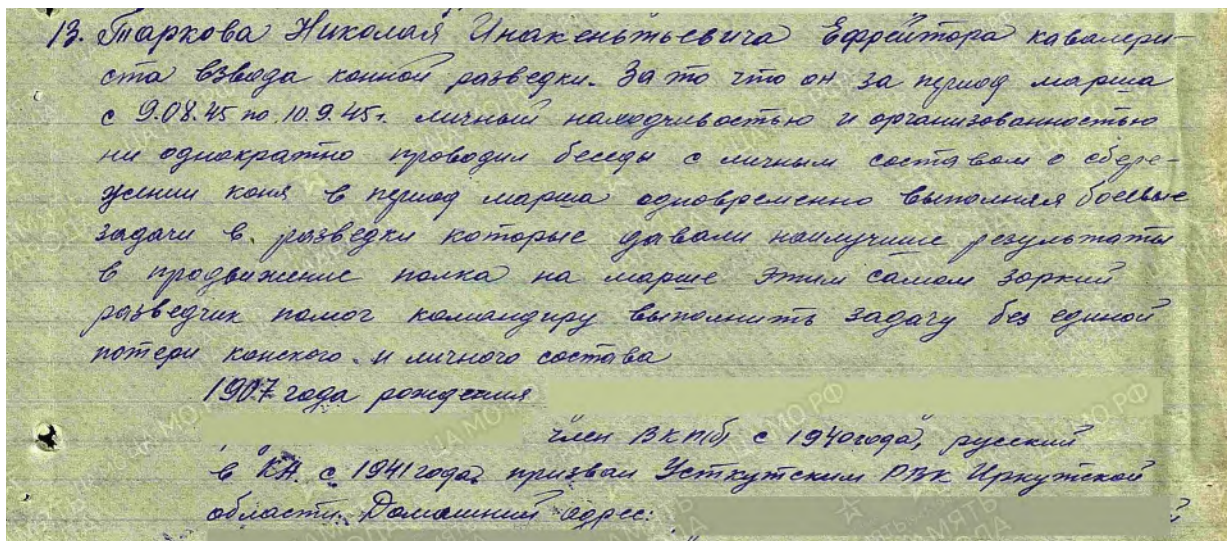 13. Таркова Николая Инакентьевича Ефрейтора кавалери-
ста взвода конной разведки. За то что он за период марша
с 9.08.45 по 10.9.45г. личный находчивостью и организованностью
ни однократно проводил беседы с личным составом о сбере-
жении коня в период марша одновременно выполняя боевые
задачи в. разведки которые давали наилучшие результаты
в продвижение полка на марше этим самом зоркий
разведчик помог командиру выполнить задачу без единой
потери конского. и личного состава
1907 года рождения
член ВКП(б) с 1940 года, русский
в КА. с 1941 года призван Усткутским РВК Иркутской
области. Домашний адрес: